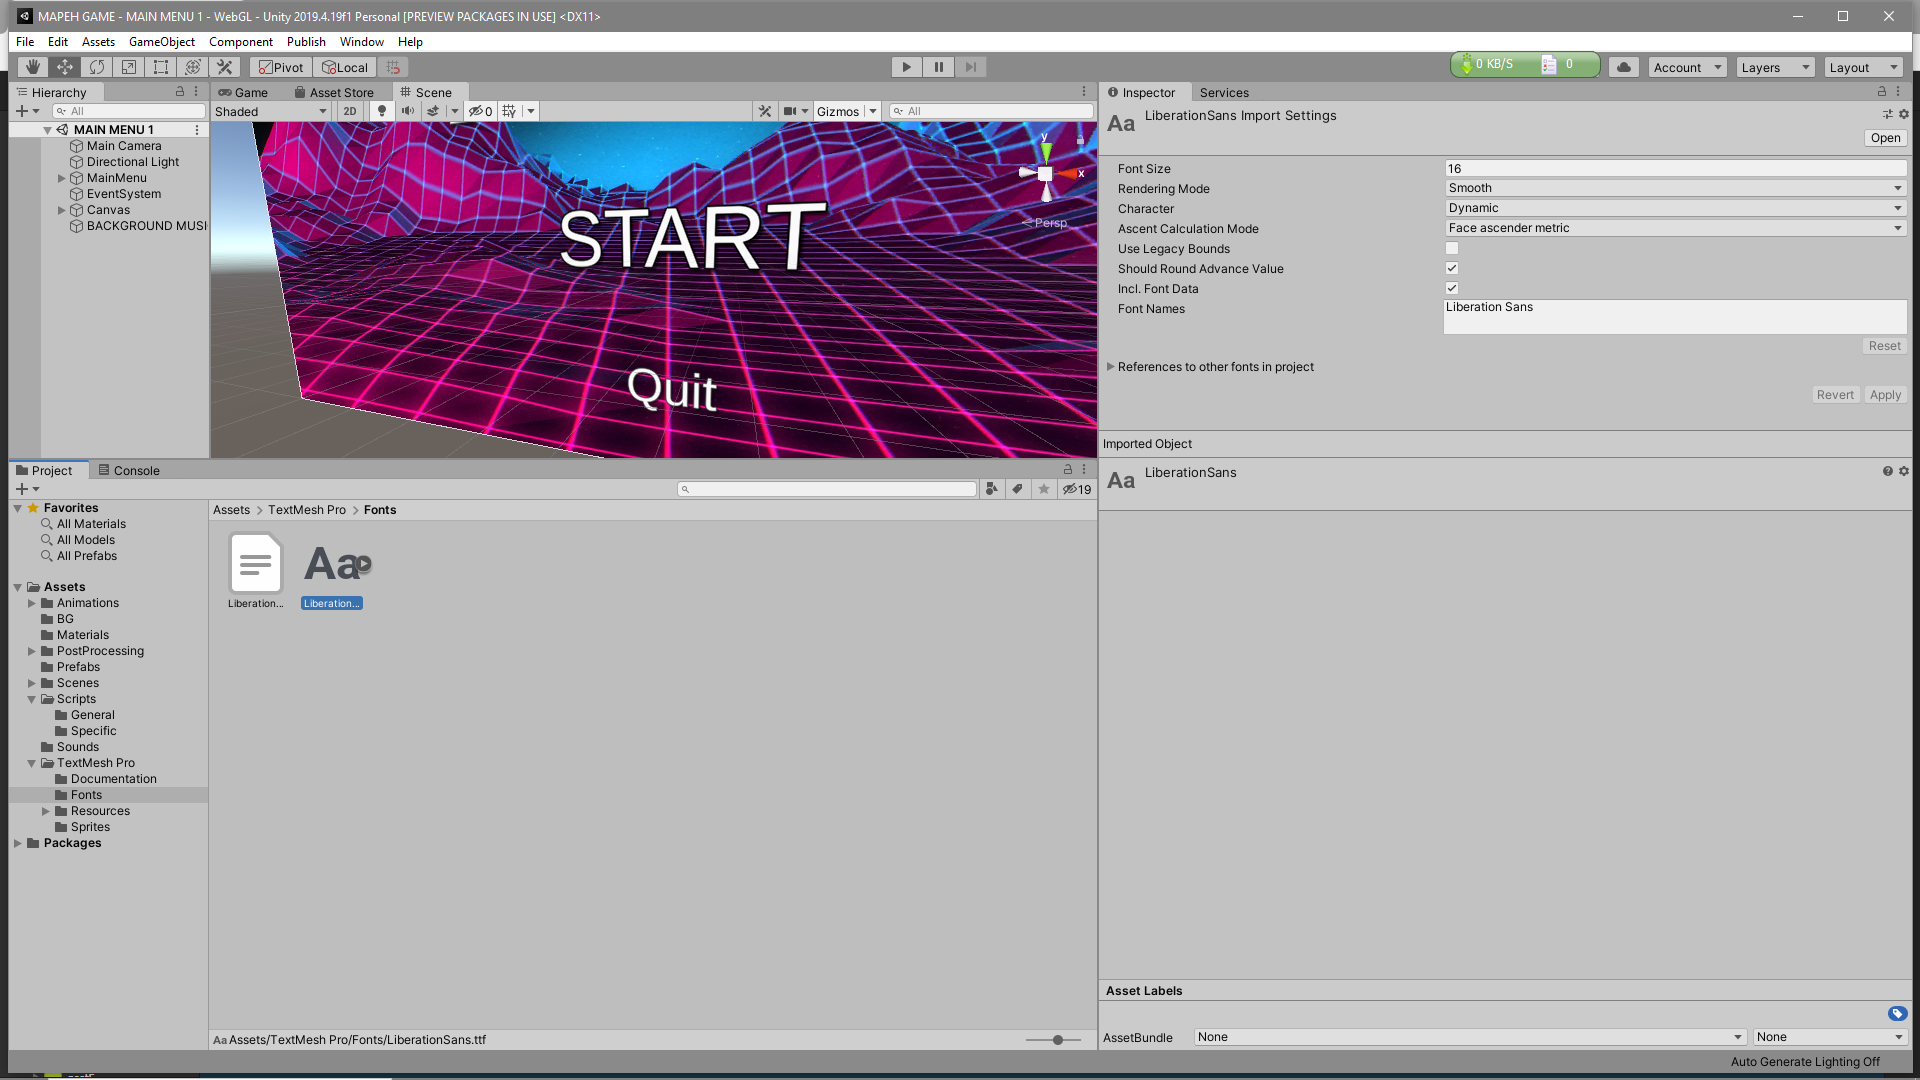 MAPEH GAME - MAIN MENU 1 - WebGL - Unity 2019.4.19f1 Personal [PREVIEW PACKAGES IN USE] <DX11>
File Edit Assets GameObject Component Publish Window Help
Pivot Local
0 KB/S 0
Account Layers Layout
Hierarchy
All
MAIN MENU 1
Main Camera
Directional Light
MainMenu
EventSystem
Canvas
BACKGROUND MUSI
Game Asset Store Scene
Shaded 2D 0 Gizmos All
y
x
Persp
START
Quit
Inspector Services
LiberationSans Import Settings
Aa
Open
Font Size 16
Rendering Mode Smooth
Character Dynamic
Ascent Calculation Mode Face ascender metric
Use Legacy Bounds
Should Round Advance Value
Incl. Font Data
Font Names Liberation Sans
Reset
References to other fonts in project
Revert Apply
Imported Object
Aa LiberationSans
Project Console
19
Favorites
All Materials
All Models
All Prefabs
Assets
Animations
BG
Materials
PostProcessing
Prefabs
Scenes
Scripts
General
Specific
Sounds
TextMesh Pro
Documentation
Fonts
Resources
Sprites
Packages
Assets > TextMesh Pro > Fonts
Aa
Liberation... Liberation...
Aa Assets/TextMesh Pro/Fonts/LiberationSans.ttf
Asset Labels
AssetBundle None None
Auto Generate Lighting Off